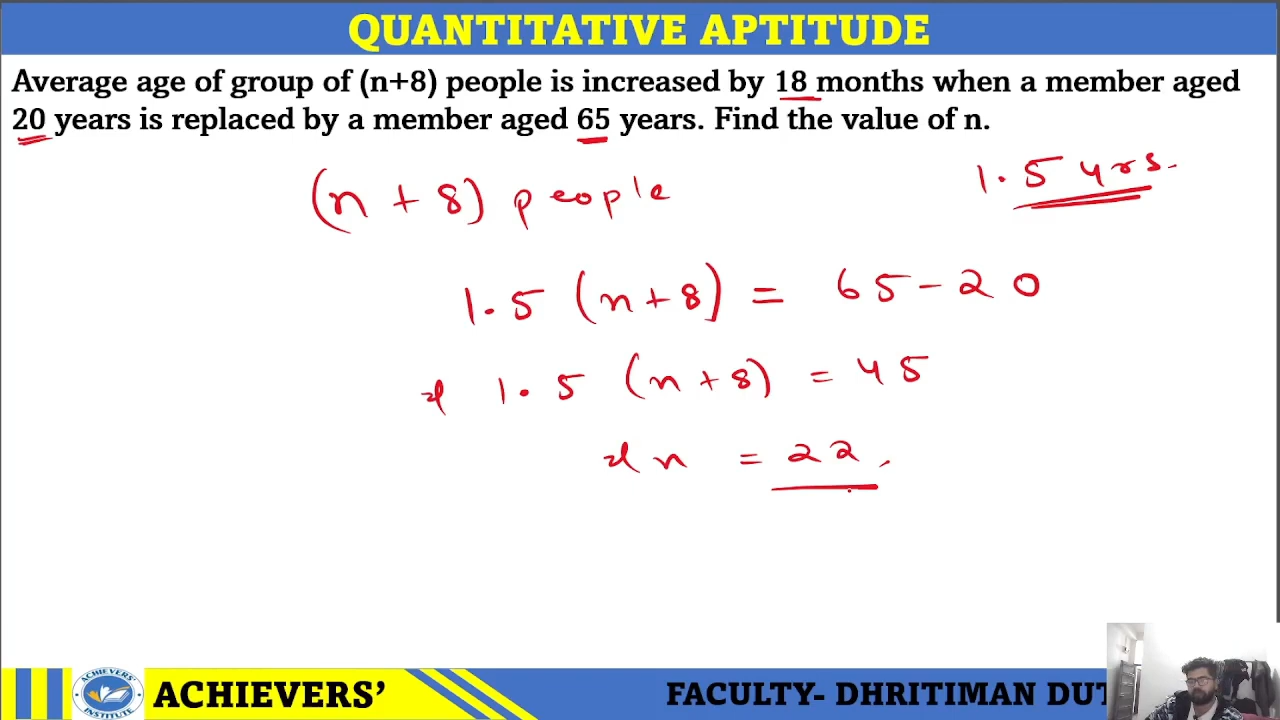 QUANTITATIVE APTITUDE
Average age of group of (n+8) people is increased by 18 months when a member aged
20 years is replaced by a member aged 65 years. Find the value of n.
1.5 yrs.
(n + 8) people
1.5 (n+8) = 65-20
1.5 (n+8) = 45
n = 22.
ACHIEVERS' INSTITUTE
ACHIEVERS'
FACULTY- DHRITIMAN